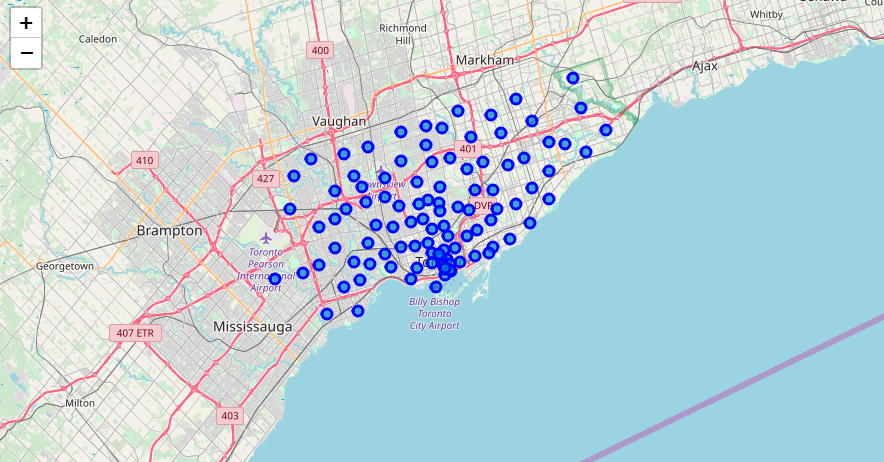 +
−
Caledon
400
Richmond
Hill
Whitby
Markham
Ajax
Vaughan
401
410
427
DVP
Brampton
Toronto
Pearson
International
Airport
Georgetown
Billy Bishop
Toronto
City Airport
Mississauga
407 ETR
Milton
403